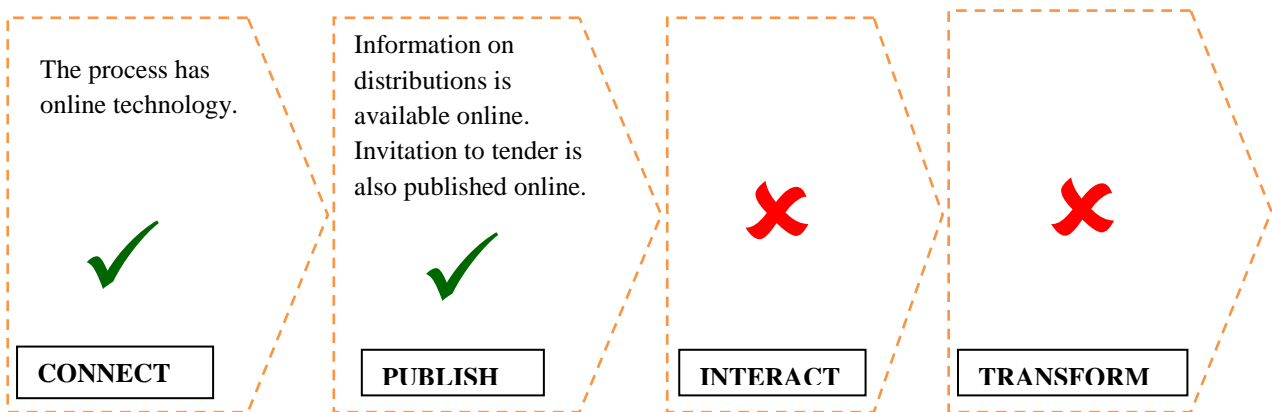 The process has
online technology.
Information on
distributions is
available online.
Invitation to tender is
also published online.
CONNECT
PUBLISH
INTERACT
TRANSFORM